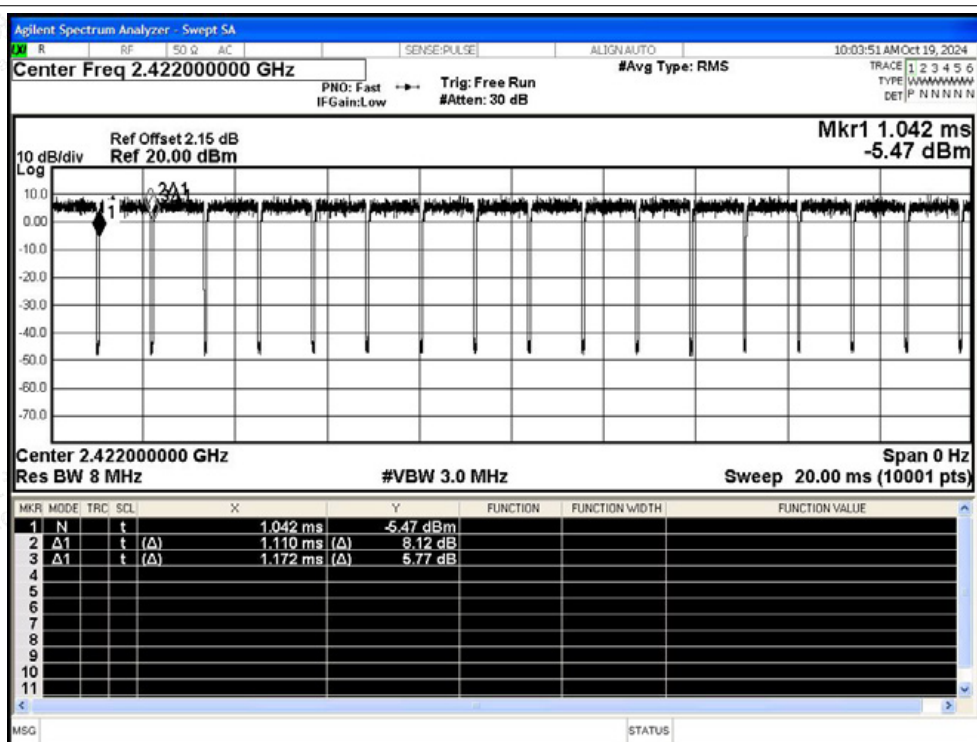 Agilent Spectrum Analyzer - Swept SA
R RF 50 Ω AC SENSE:PULSE ALIGN AUTO 10:03:51 AM Oct 19, 2024
Center Freq 2.422000000 GHz #Avg Type: RMS TRACE 1 2 3 4 5 6
PNO: Fast Trig: Free Run TYPE WWWWWW
IFGain:Low #Atten: 30 dB DET P N N N N N
Mkr1 1.042 ms
Ref Offset 2.15 dB
10 dB/div Ref 20.00 dBm -5.47 dBm
Log
10.0
0.00
-10.0
-20.0
-30.0
-40.0
-50.0
-60.0
-70.0
1
Center 2.422000000 GHz Span 0 Hz
Res BW 8 MHz #VBW 3.0 MHz Sweep 20.00 ms (10001 pts)
MKR MODE TRC SCL X Y FUNCTION FUNCTION WIDTH FUNCTION VALUE
1 N t 1.042 ms -5.47 dBm
2 Δ1 t (Δ) 1.110 ms (Δ) 8.12 dB
3 Δ1 t (Δ) 1.172 ms (Δ) 5.77 dB
4
5
6
7
8
9
10
11
MSG STATUS